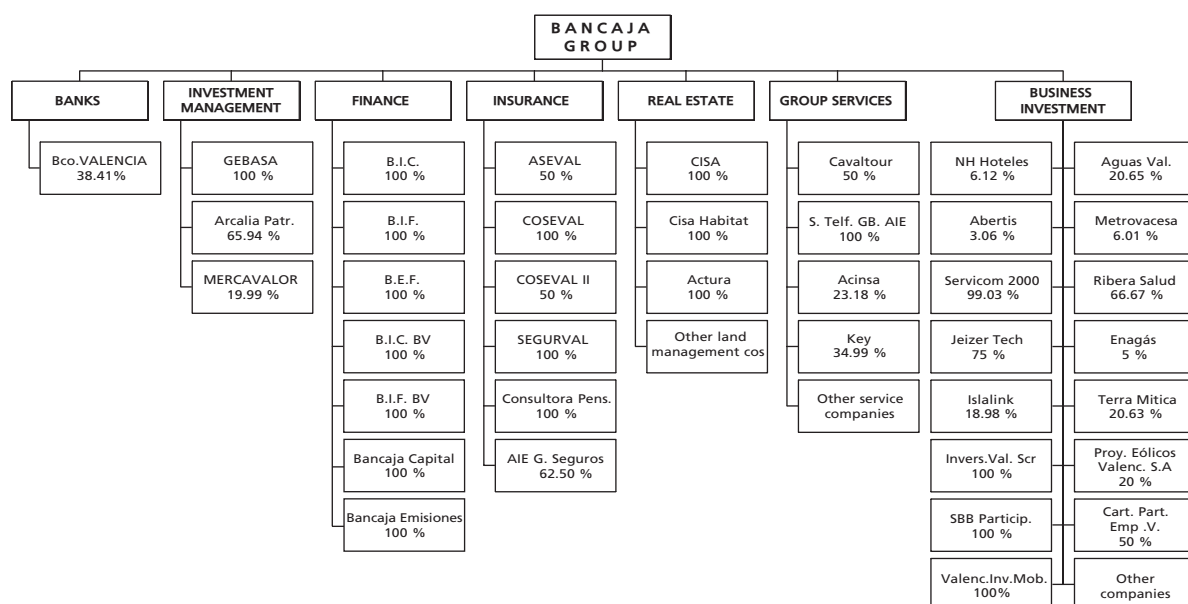 BANCAJA
GROUP
BANKS
Bco.VALENCIA
38.41%
INVESTMENT
MANAGEMENT
GEBASA
100 %
Arcalia Patr.
65.94 %
MERCAVALOR
19.99 %
FINANCE
B.I.C.
100 %
B.I.F.
100 %
B.E.F.
100 %
B.I.C. BV
100 %
B.I.F. BV
100 %
Bancaja Capital
100 %
Bancaja Emisiones
100 %
INSURANCE
ASEVAL
50 %
COSEVAL
100 %
COSEVAL II
50 %
SEGURVAL
100 %
Consultora Pens.
100 %
AIE G. Seguros
62.50 %
REAL ESTATE
CISA
100 %
Cisa Habitat
100 %
Actura
100 %
Other land
management cos
GROUP SERVICES
Cavaltour
50 %
S. Telf. GB. AIE
100 %
Acinsa
23.18 %
Key
34.99 %
Other service
companies
BUSINESS
INVESTMENT
NH Hoteles
6.12 %
Abertis
3.06 %
Servicom 2000
99.03 %
Jeizer Tech
75 %
Islalink
18.98 %
Invers.Val. Scr
100 %
SBB Particip.
100 %
Valenc.Inv.Mob.
100%
Aguas Val.
20.65 %
Metrovacesa
6.01 %
Ribera Salud
66.67 %
Enagás
5 %
Terra Mitica
20.63 %
Proy. Eólicos
Valenc. S.A
20 %
Cart. Part.
Emp .V.
50 %
Other
companies